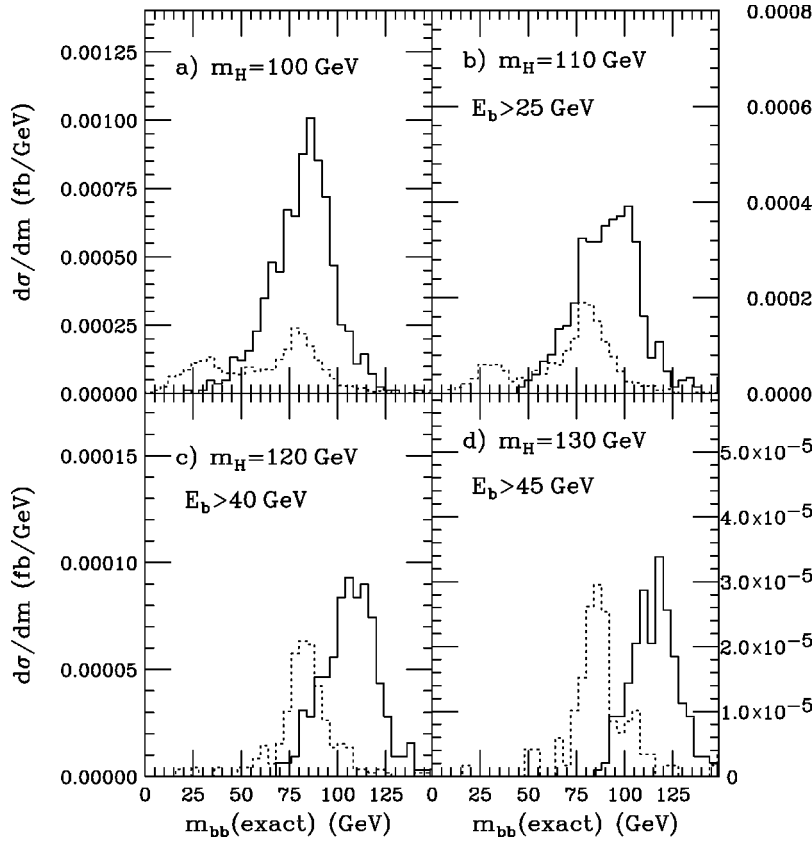 0.00125
0.00100
0.00075
0.00050
0.00025
0.00000
dσ/dm (fb/GeV)
a) m_H=100 GeV
b) m_H=110 GeV
E_b>25 GeV
0.0008
0.0006
0.0004
0.0002
0.0000
0.00015
0.00010
0.00005
0.00000
dσ/dm (fb/GeV)
c) m_H=120 GeV
E_b>40 GeV
d) m_H=130 GeV
E_b>45 GeV
5.0×10⁻⁵
4.0×10⁻⁵
3.0×10⁻⁵
2.0×10⁻⁵
1.0×10⁻⁵
0
0 25 50 75 100 125
0 25 50 75 100 125
m_bb(exact) (GeV)
m_bb(exact) (GeV)